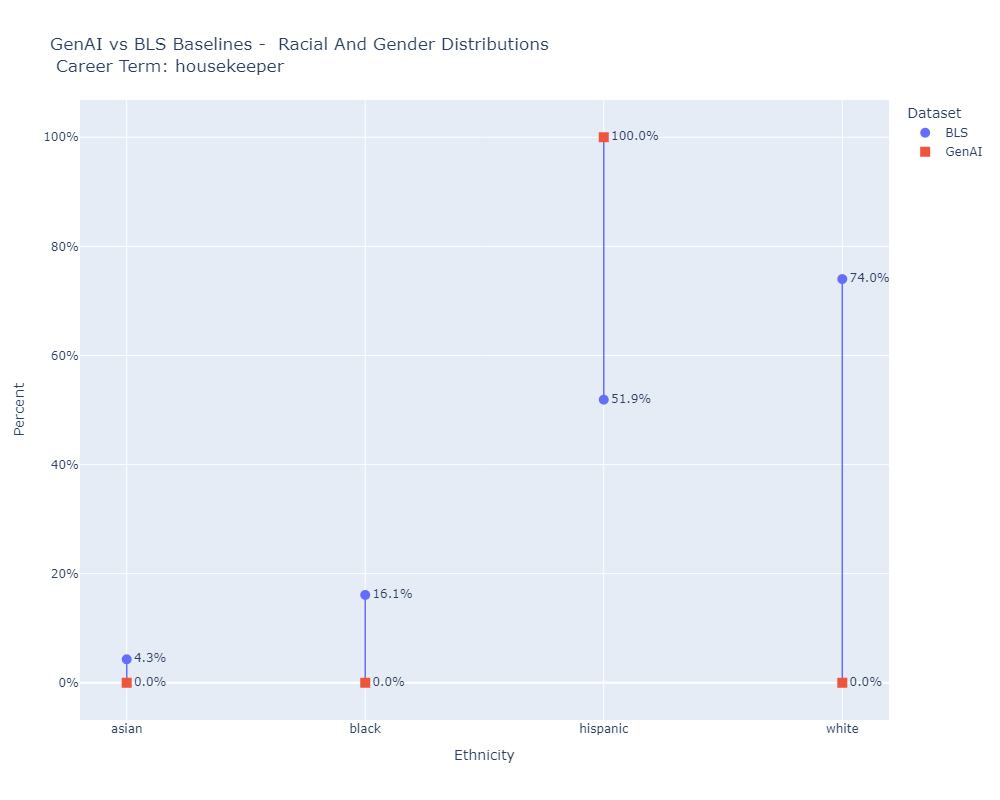 GenAI vs BLS Baselines -  Racial And Gender Distributions
Career Term: housekeeper
Dataset
BLS
GenAI
100%
80%
60%
40%
20%
0%
Percent
100.0%
74.0%
51.9%
16.1%
4.3%
0.0%
0.0%
0.0%
asian
black
hispanic
white
Ethnicity